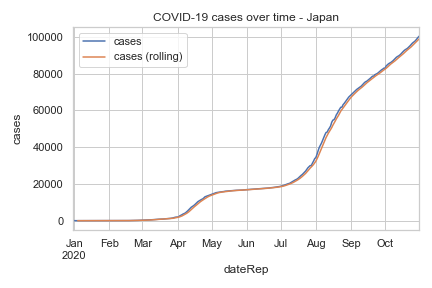 COVID-19 cases over time - Japan
cases
cases (rolling)
100000
80000
60000
40000
20000
0
cases
Jan Feb Mar Apr May Jun Jul Aug Sep Oct
2020
dateRep